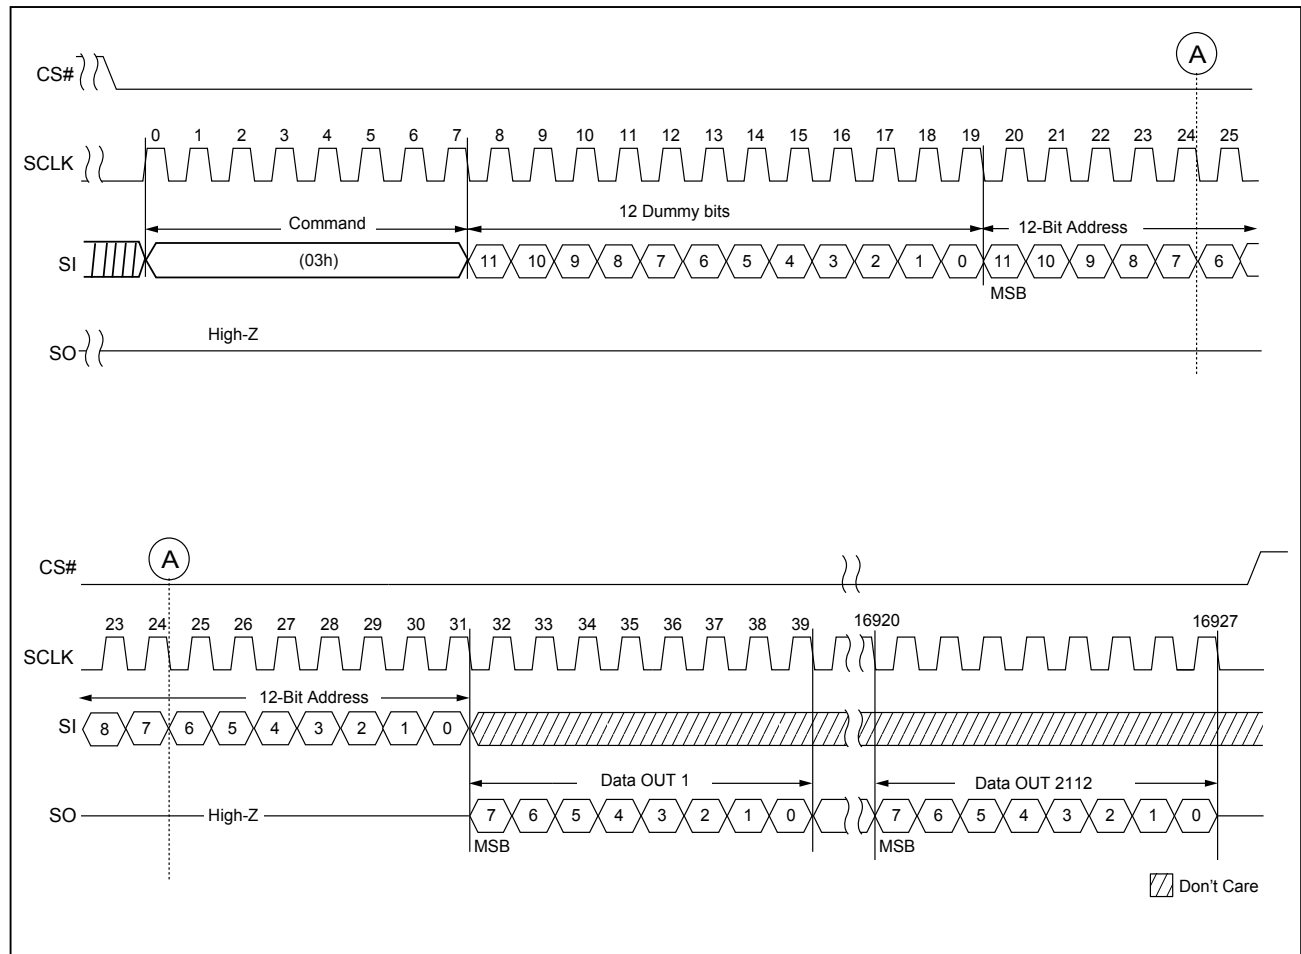 A
CS#
0 1 2 3 4 5 6 7 8 9 10 11 12 13 14 15 16 17 18 19 20 21 22 23 24 25
SCLK
Command 12 Dummy bits 12-Bit Address
SI (03h) 11 10 9 8 7 6 5 4 3 2 1 0 11 10 9 8 7 6
MSB
High-Z
SO
A
CS#
23 24 25 26 27 28 29 30 31 32 33 34 35 36 37 38 39 16920 16927
SCLK
12-Bit Address
SI 8 7 6 5 4 3 2 1 0
Data OUT 1 Data OUT 2112
SO High-Z 7 6 5 4 3 2 1 0 7 6 5 4 3 2 1 0
MSB MSB
Don't Care